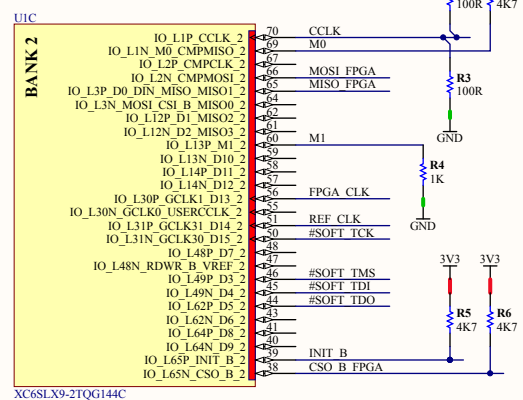 U1C
BANK 2
100R
4K7
IO_L1P_CCLK_2 70 CCLK
IO_L1N_M0_CMPMISO_2 69 M0
IO_L2P_CMPCLK_2 67
IO_L2N_CMPMOSI_2 66 MOSI_FPGA
IO_L3P_D0_DIN_MISO_MISO1_2 65 MISO_FPGA
IO_L3N_MOSI_CSI_B_MISO0_2 64
IO_L12P_D1_MISO2_2 62
IO_L12N_D2_MISO3_2 61
IO_L13P_M1_2 60 M1
IO_L13N_D10_2 59
IO_L14P_D11_2 58
IO_L14N_D12_2 57
IO_L30P_GCLK1_D13_2 56 FPGA_CLK
IO_L30N_GCLK0_USERCCLK_2 55
IO_L31P_GCLK31_D14_2 51 REF_CLK
IO_L31N_GCLK30_D15_2 50 #SOFT_TCK
IO_L48P_D7_2 48
IO_L48N_RDWR_B_VREF_2 47
IO_L49P_D3_2 46 #SOFT_TMS
IO_L49N_D4_2 45 #SOFT_TDI
IO_L62P_D5_2 44 #SOFT_TDO
IO_L62N_D6_2 43
IO_L64P_D8_2 41
IO_L64N_D9_2 40
IO_L65P_INIT_B_2 39 INIT_B
IO_L65N_CSO_B_2 38 CSO_B_FPGA
R3
100R
GND
R4
1K
GND
3V3 3V3
R5 R6
4K7 4K7
XC6SLX9-2TQG144C